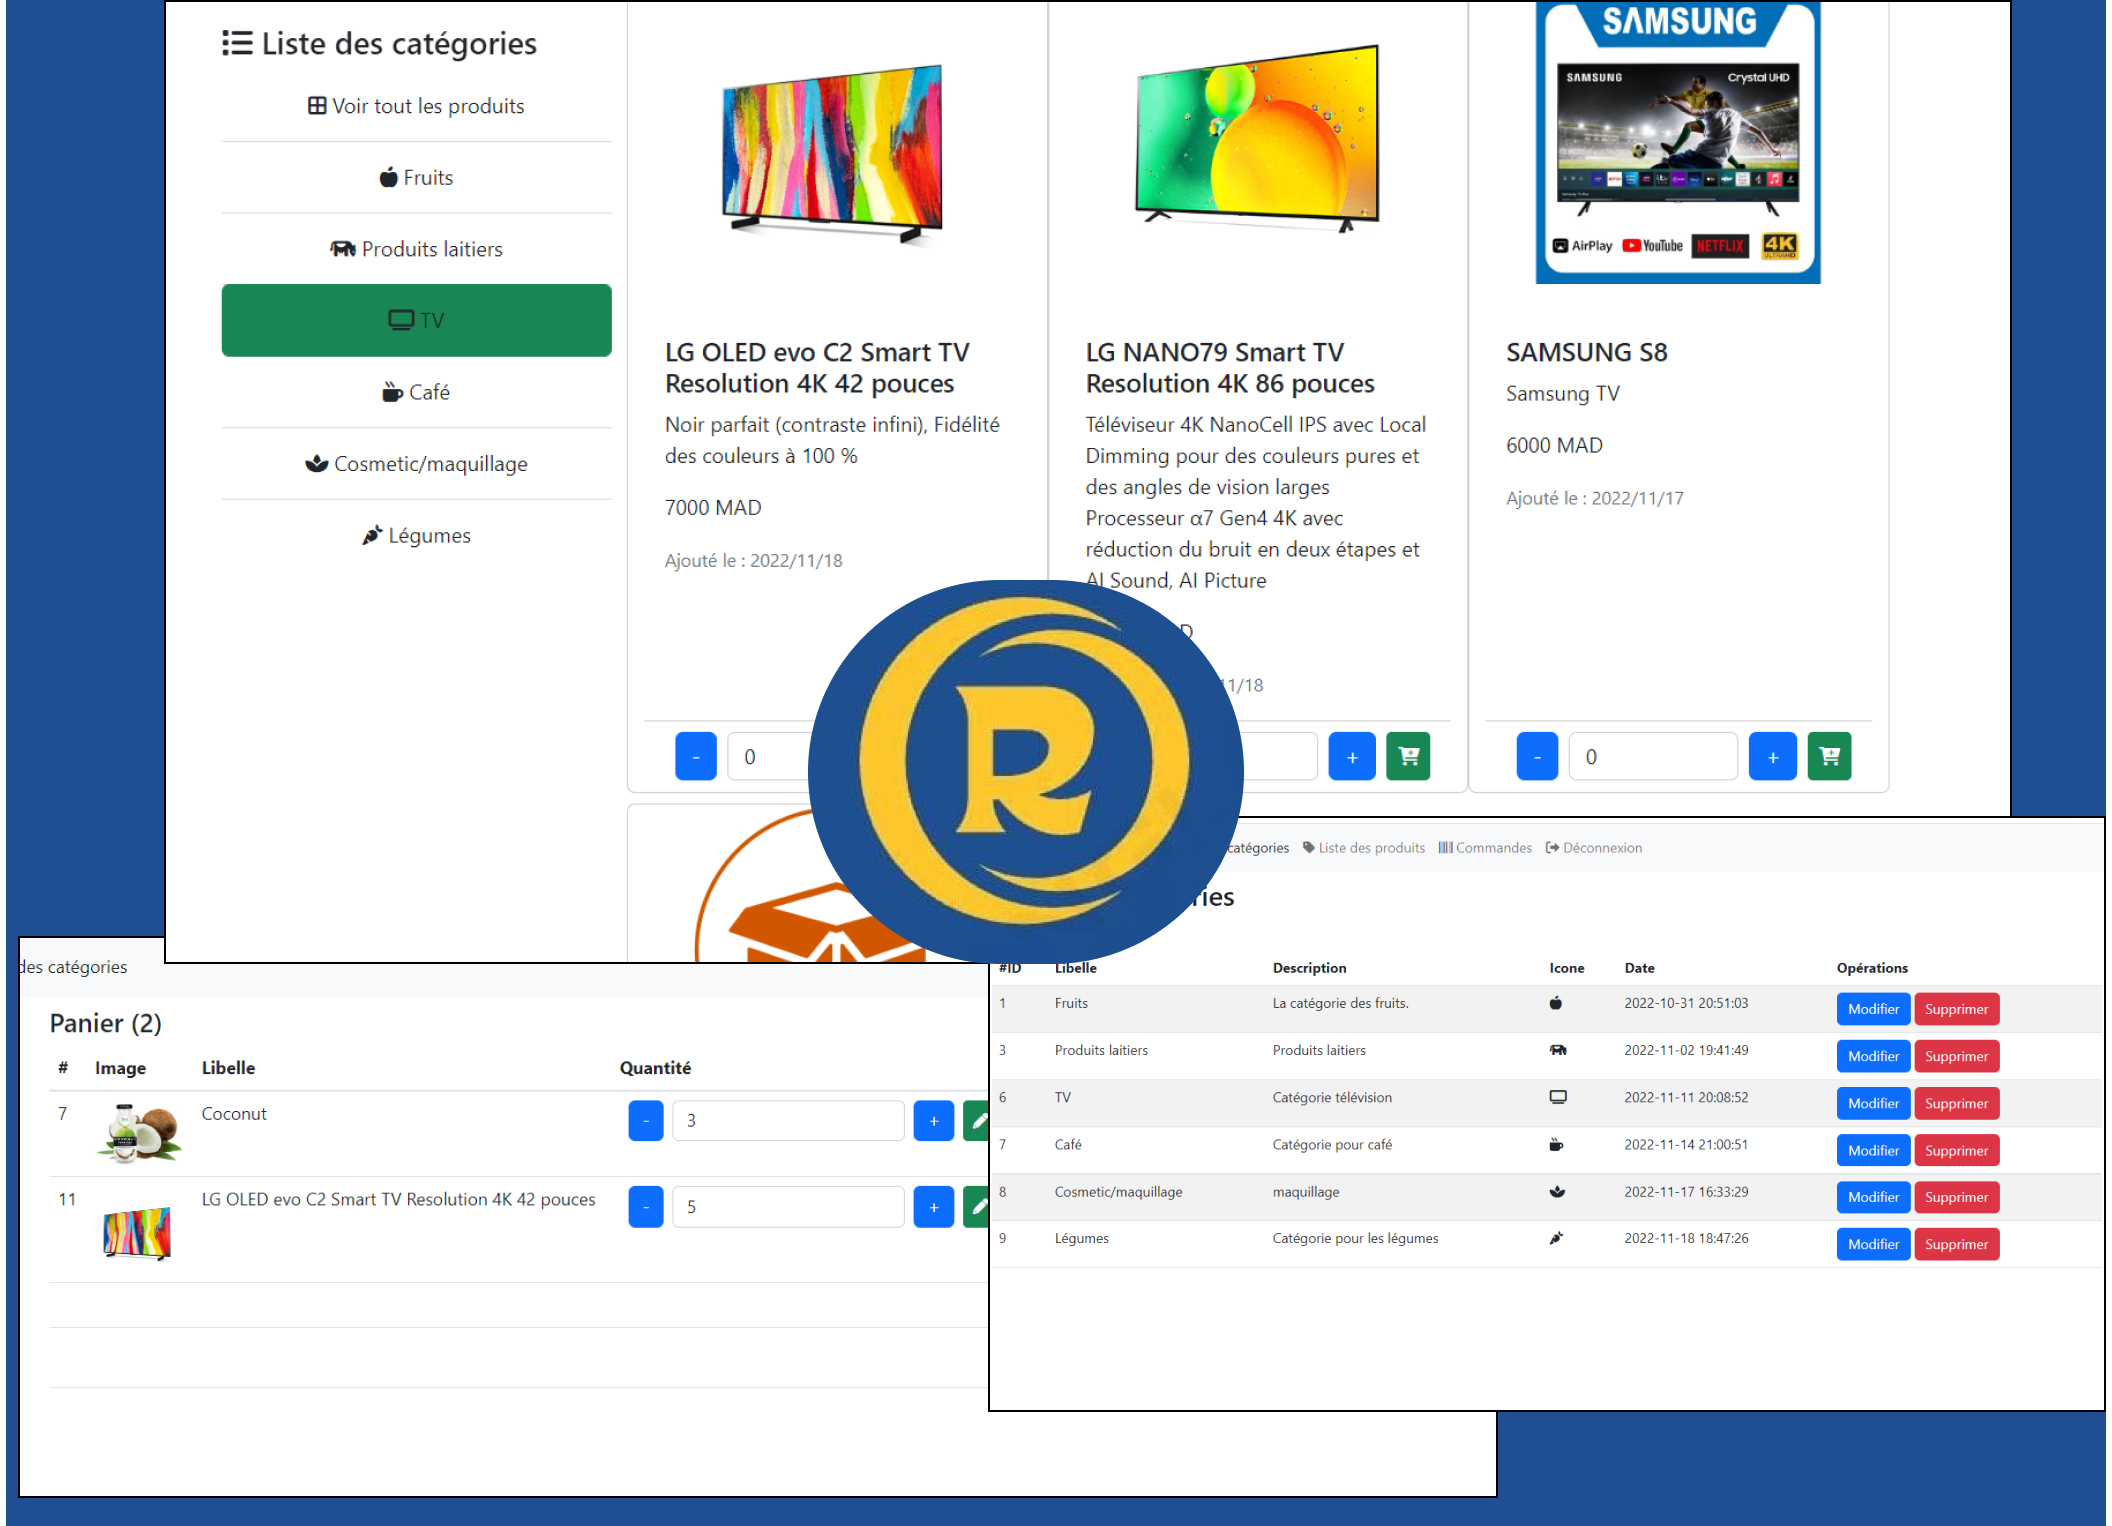 Liste des catégories
Voir tout les produits
Fruits
Produits laitiers
TV
Café
Cosmetic/maquillage
Légumes
LG OLED evo C2 Smart TV
Resolution 4K 42 pouces
Noir parfait (contraste infini), Fidélité
des couleurs à 100 %
7000 MAD
Ajouté le : 2022/11/18
- 0
LG NANO79 Smart TV
Resolution 4K 86 pouces
Téléviseur 4K NanoCell IPS avec Local
Dimming pour des couleurs pures et
des angles de vision larges
Processeur α7 Gen4 4K avec
réduction du bruit en deux étapes et
AI Sound, AI Picture
D
11/18
+
SAMSUNG
SAMSUNG Crystal UHD
AirPlay YouTube NETFLIX 4K
SAMSUNG S8
Samsung TV
6000 MAD
Ajouté le : 2022/11/17
- 0 +
R
des catégories
Panier (2)
# Image Libelle Quantité
7 Coconut - 3 +
11 LG OLED evo C2 Smart TV Resolution 4K 42 pouces - 5 +
catégories Liste des produits Commandes Déconnexion
ries
#ID Libelle Description Icone Date Opérations
1 Fruits La catégorie des fruits. 2022-10-31 20:51:03 Modifier Supprimer
3 Produits laitiers Produits laitiers 2022-11-02 19:41:49 Modifier Supprimer
6 TV Catégorie télévision 2022-11-11 20:08:52 Modifier Supprimer
7 Café Catégorie pour café 2022-11-14 21:00:51 Modifier Supprimer
8 Cosmetic/maquillage maquillage 2022-11-17 16:33:29 Modifier Supprimer
9 Légumes Catégorie pour les légumes 2022-11-18 18:47:26 Modifier Supprimer